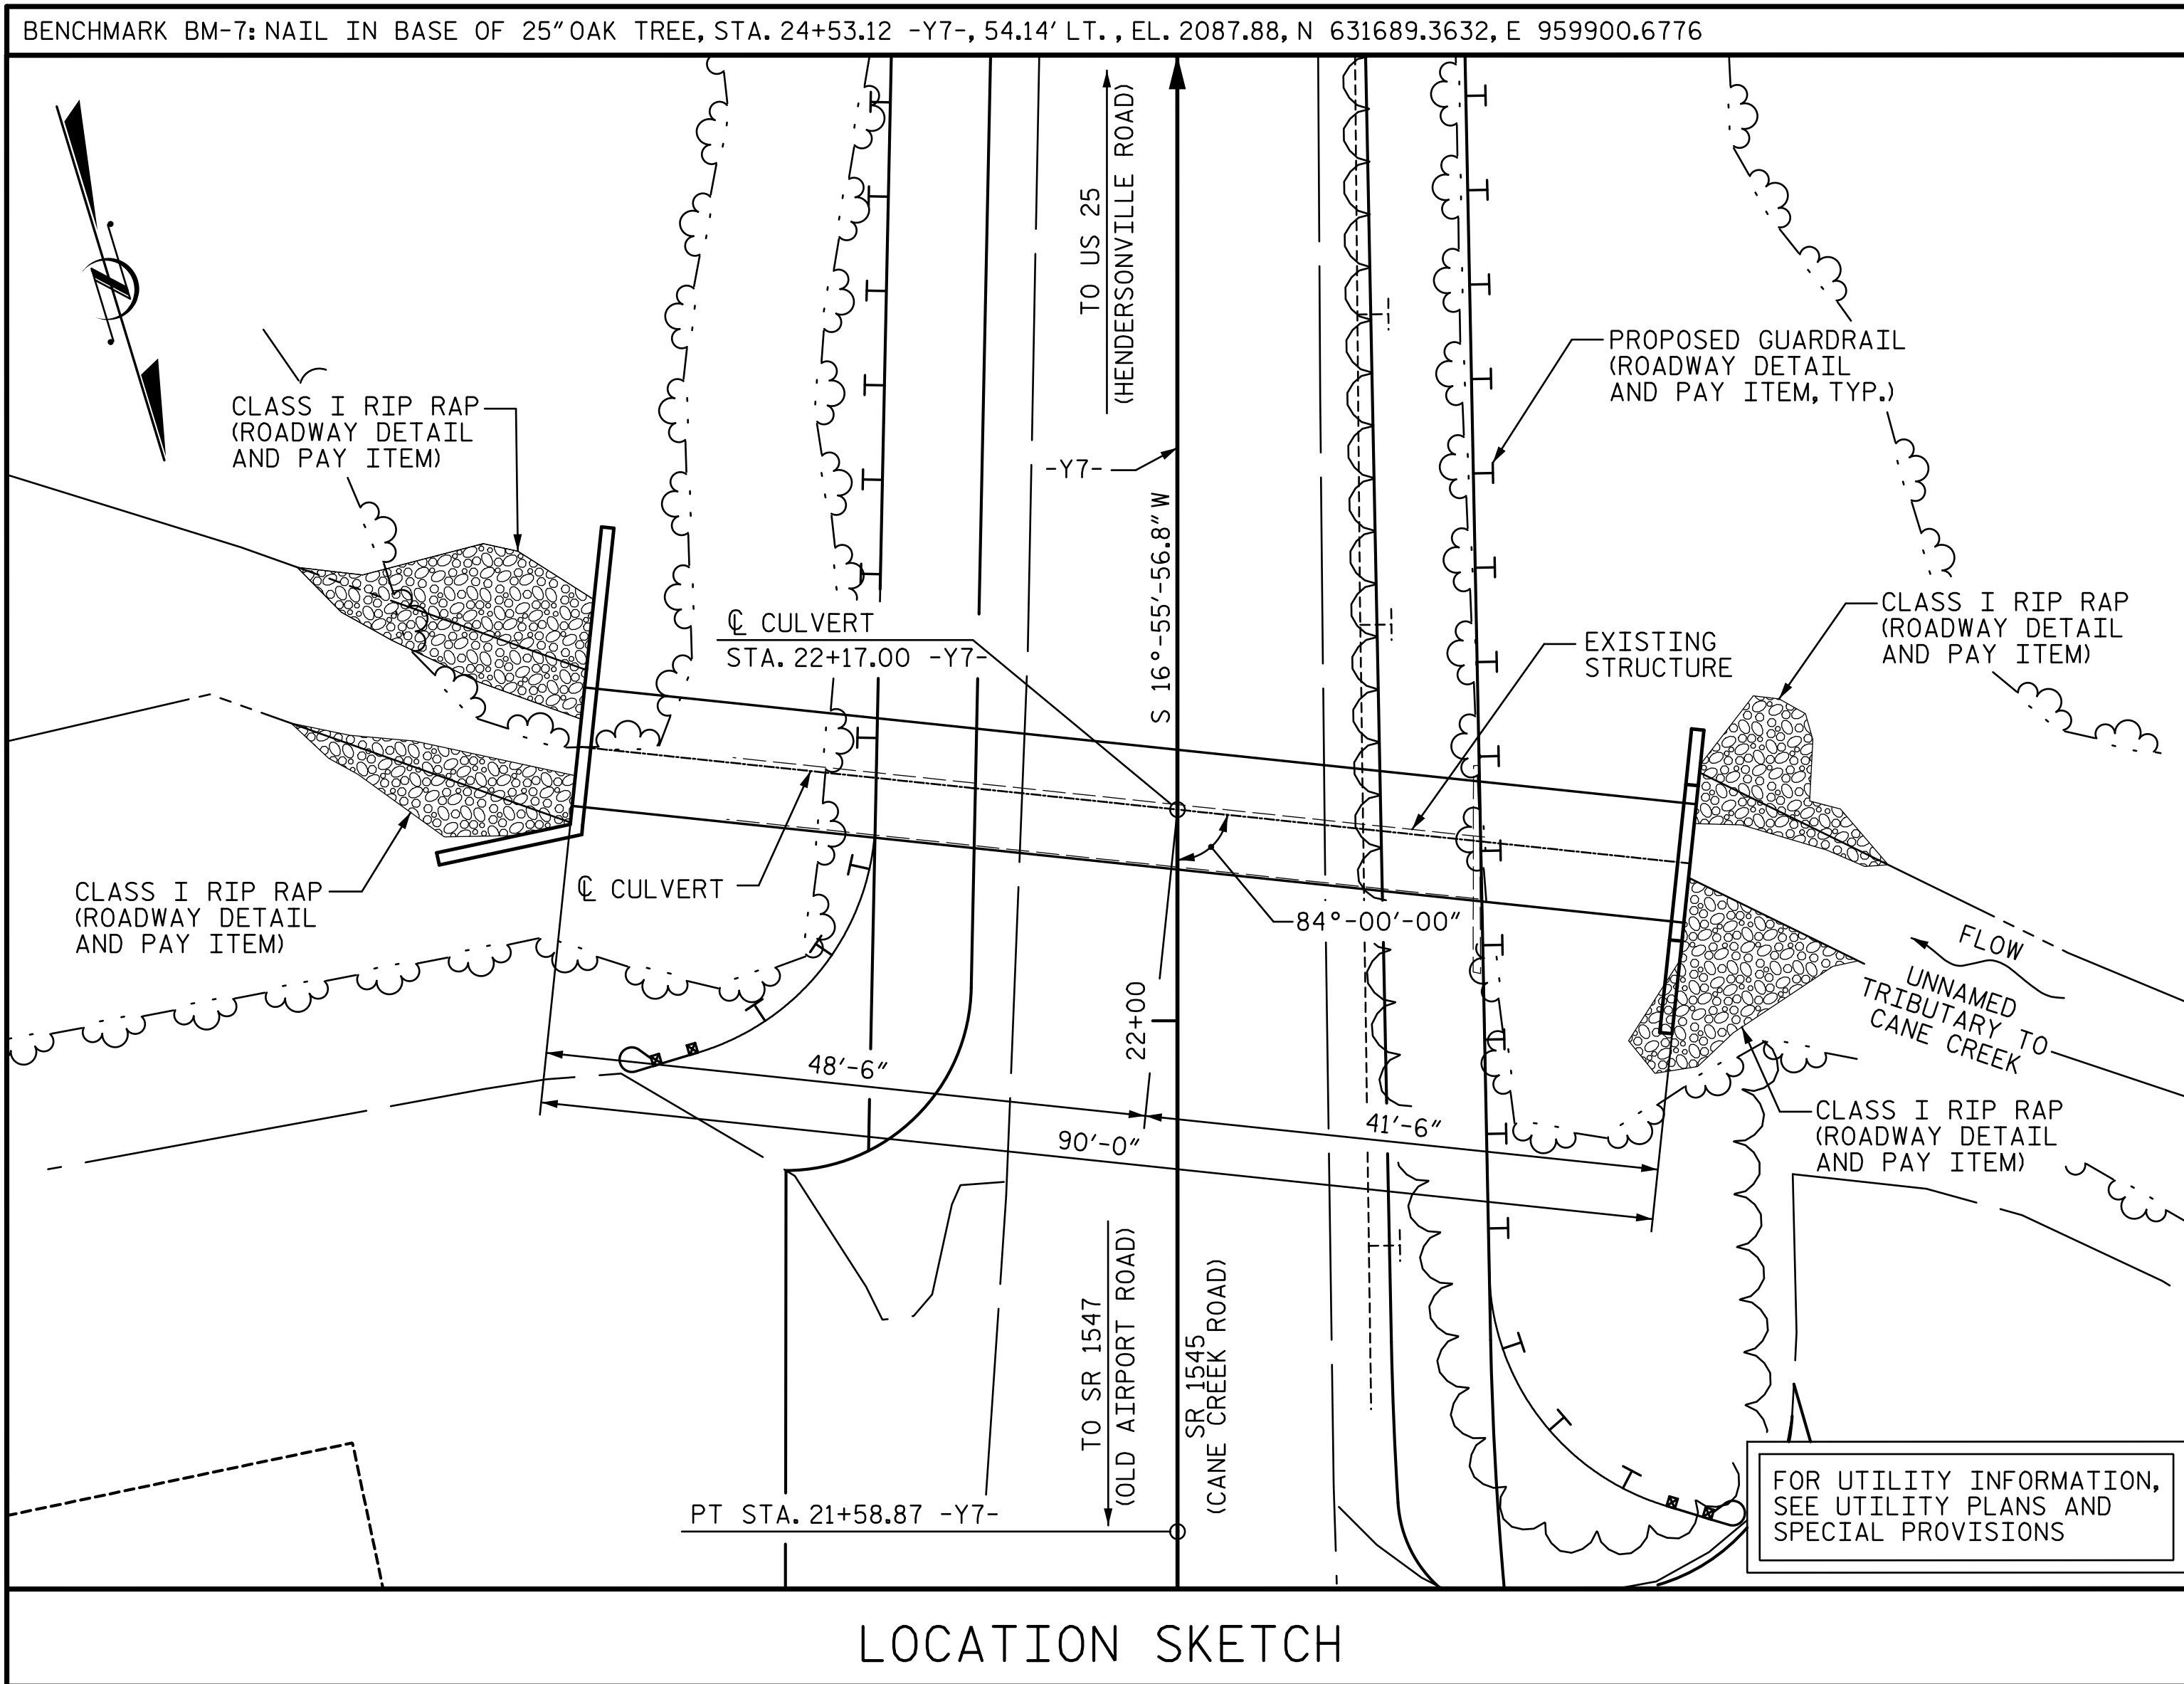 BENCHMARK BM-7: NAIL IN BASE OF 25" OAK TREE, STA. 24+53.12 -Y7-, 54.14' LT., EL. 2087.88, N 631689.3632, E 959900.6776
N
TO US 25
(HENDERSONVILLE ROAD)
PROPOSED GUARDRAIL
(ROADWAY DETAIL
AND PAY ITEM, TYP.)
CLASS I RIP RAP
(ROADWAY DETAIL
AND PAY ITEM)
-Y7-
S 16°-55'-56.8" W
℄ CULVERT
STA. 22+17.00 -Y7-
EXISTING
STRUCTURE
CLASS I RIP RAP
(ROADWAY DETAIL
AND PAY ITEM)
℄ CULVERT
84°-00'-00"
CLASS I RIP RAP
(ROADWAY DETAIL
AND PAY ITEM)
FLOW
UNNAMED
TRIBUTARY TO
CANE CREEK
22+00
48'-6"
41'-6"
90'-0"
CLASS I RIP RAP
(ROADWAY DETAIL
AND PAY ITEM)
TO SR 1547
(OLD AIRPORT ROAD)
SR 1545
(CANE CREEK ROAD)
PT STA. 21+58.87 -Y7-
FOR UTILITY INFORMATION,
SEE UTILITY PLANS AND
SPECIAL PROVISIONS
LOCATION SKETCH